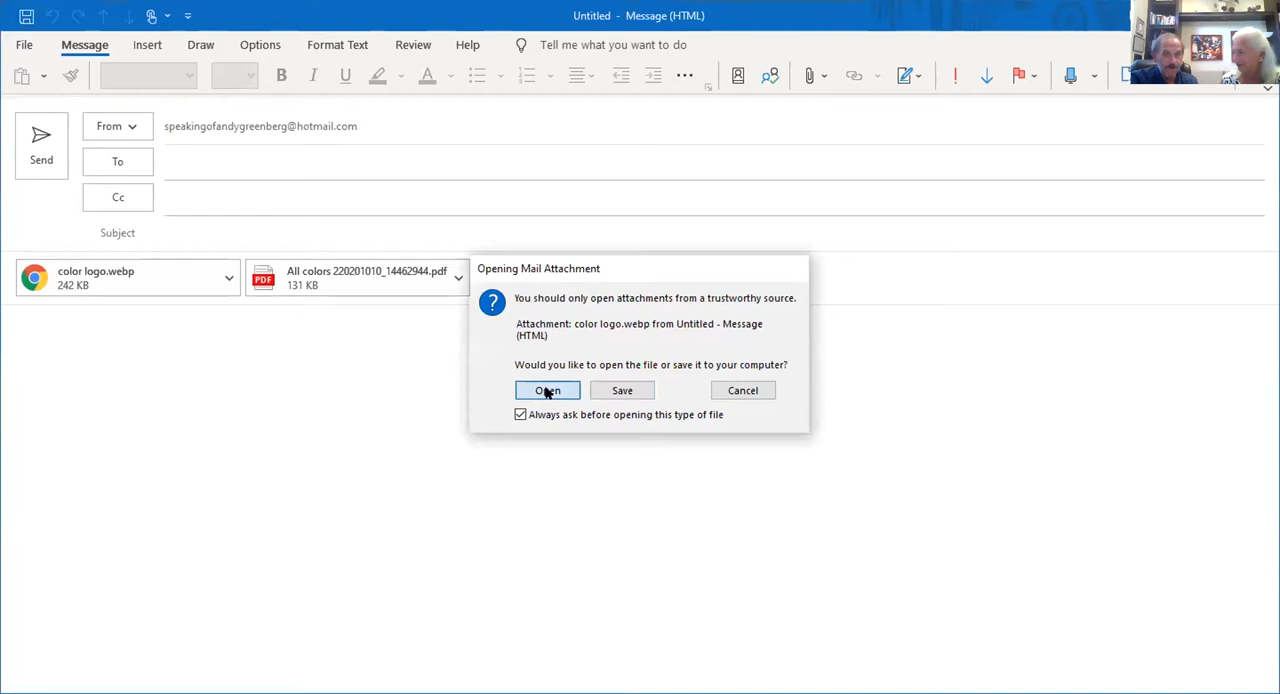 Untitled - Message (HTML)
File Message Insert Draw Options Format Text Review Help Tell me what you want to do
B I U A
Send
From speakingofandygreenberg@hotmail.com
To
Cc
Subject
color logo.webp
242 KB
PDF
All colors 220201010_14462944.pdf
131 KB
Opening Mail Attachment
You should only open attachments from a trustworthy source.
Attachment: color logo.webp from Untitled - Message
(HTML)
Would you like to open the file or save it to your computer?
Open Save Cancel
Always ask before opening this type of file